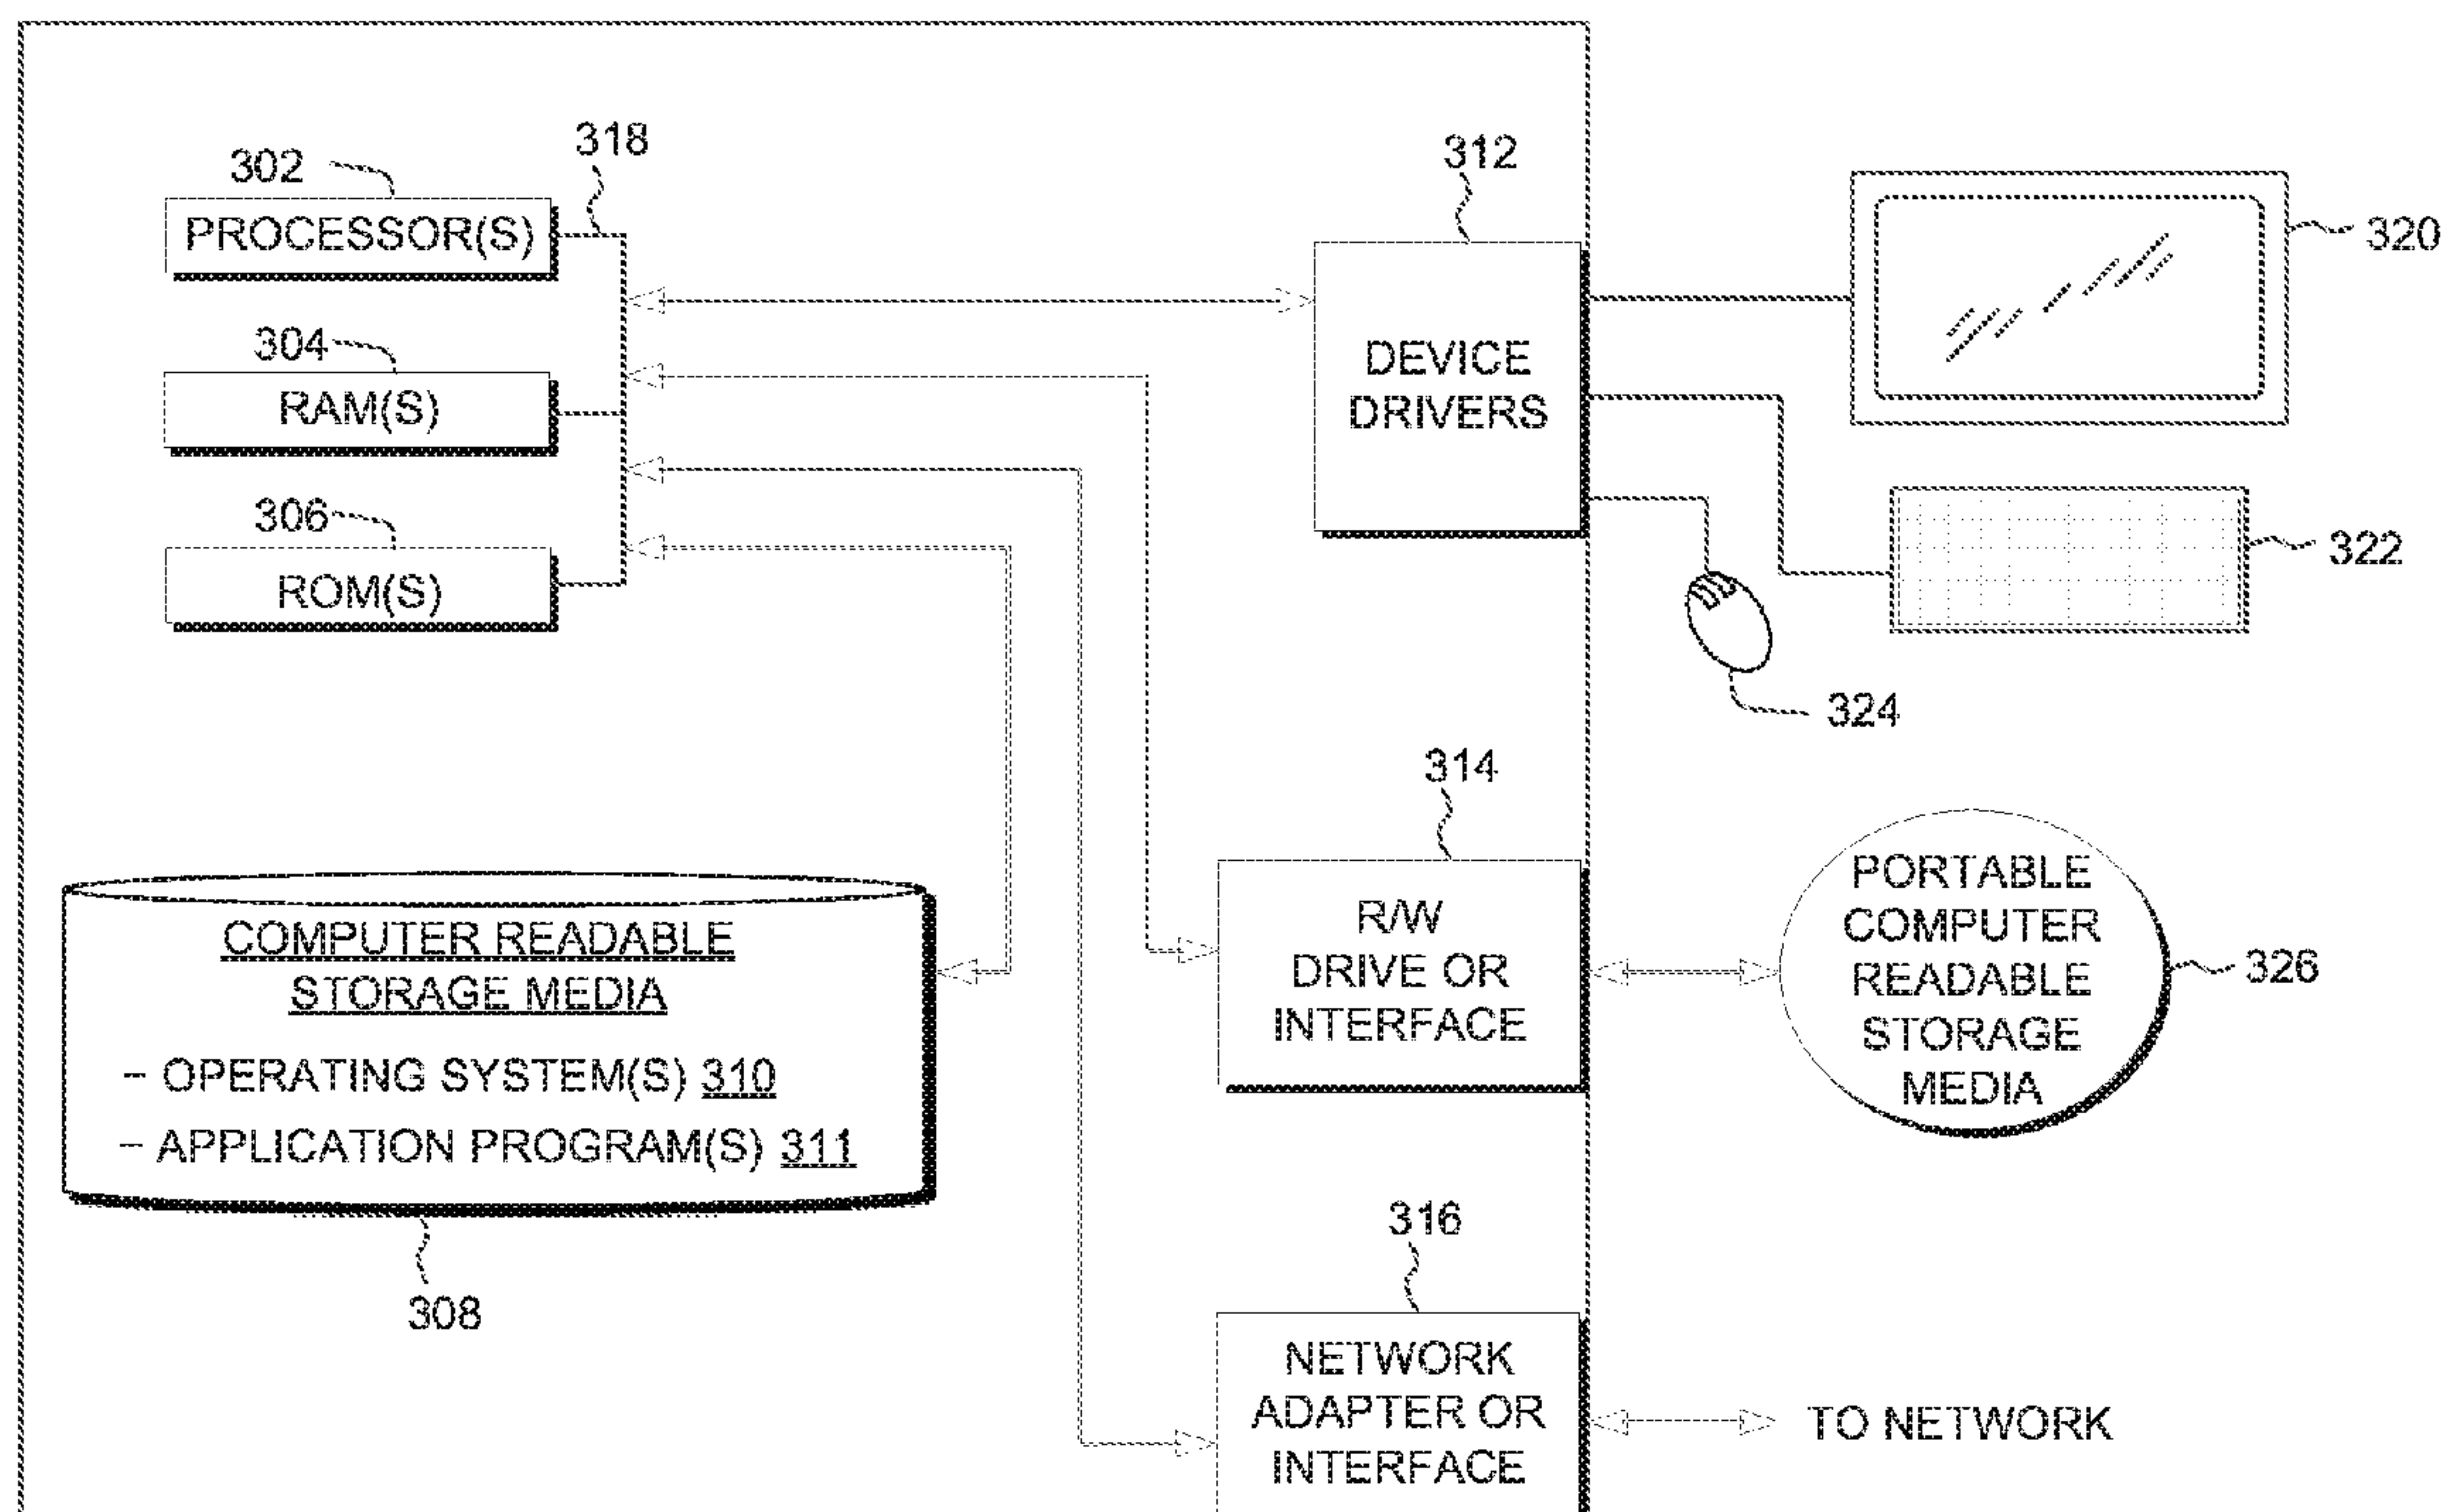 302
318
312
PROCESSOR(S)
320
304
RAM(S)
DEVICE
DRIVERS
306
ROM(S)
322
324
314
COMPUTER READABLE
STORAGE MEDIA
– OPERATING SYSTEM(S) 310
– APPLICATION PROGRAM(S) 311
308
R/W
DRIVE OR
INTERFACE
PORTABLE
COMPUTER
READABLE
STORAGE
MEDIA
326
316
NETWORK
ADAPTER OR
INTERFACE
TO NETWORK